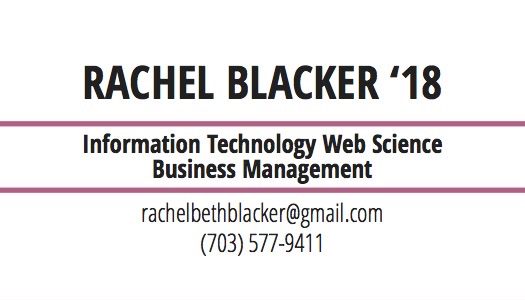 RACHEL BLACKER ‘18
Information Technology Web Science
Business Management
rachelbethblacker@gmail.com
(703) 577-9411